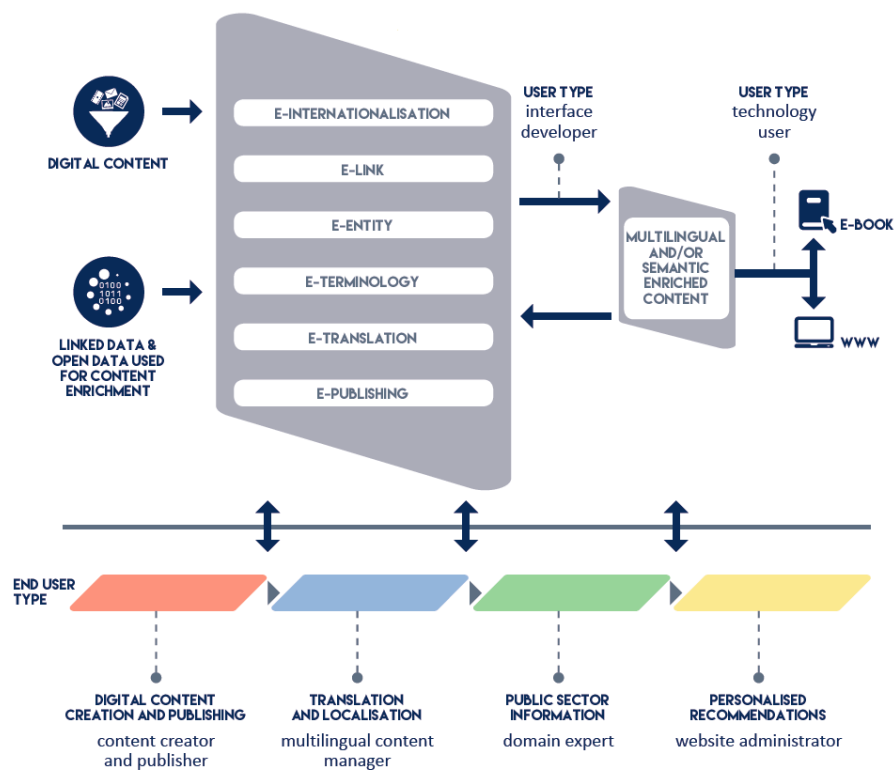 DIGITAL CONTENT
0100
1011
0100
LINKED DATA &
OPEN DATA USED
FOR CONTENT
ENRICHMENT
E-INTERNATIONALISATION
E-LINK
E-ENTITY
E-TERMINOLOGY
E-TRANSLATION
E-PUBLISHING
USER TYPE
interface
developer
MULTILINGUAL
AND/OR
SEMANTIC
ENRICHED
CONTENT
USER TYPE
technology
user
E-BOOK
WWW
END USER
TYPE
DIGITAL CONTENT
CREATION AND PUBLISHING
content creator
and publisher
TRANSLATION
AND LOCALISATION
multilingual content
manager
PUBLIC SECTOR
INFORMATION
domain expert
PERSONALISED
RECOMMENDATIONS
website administrator